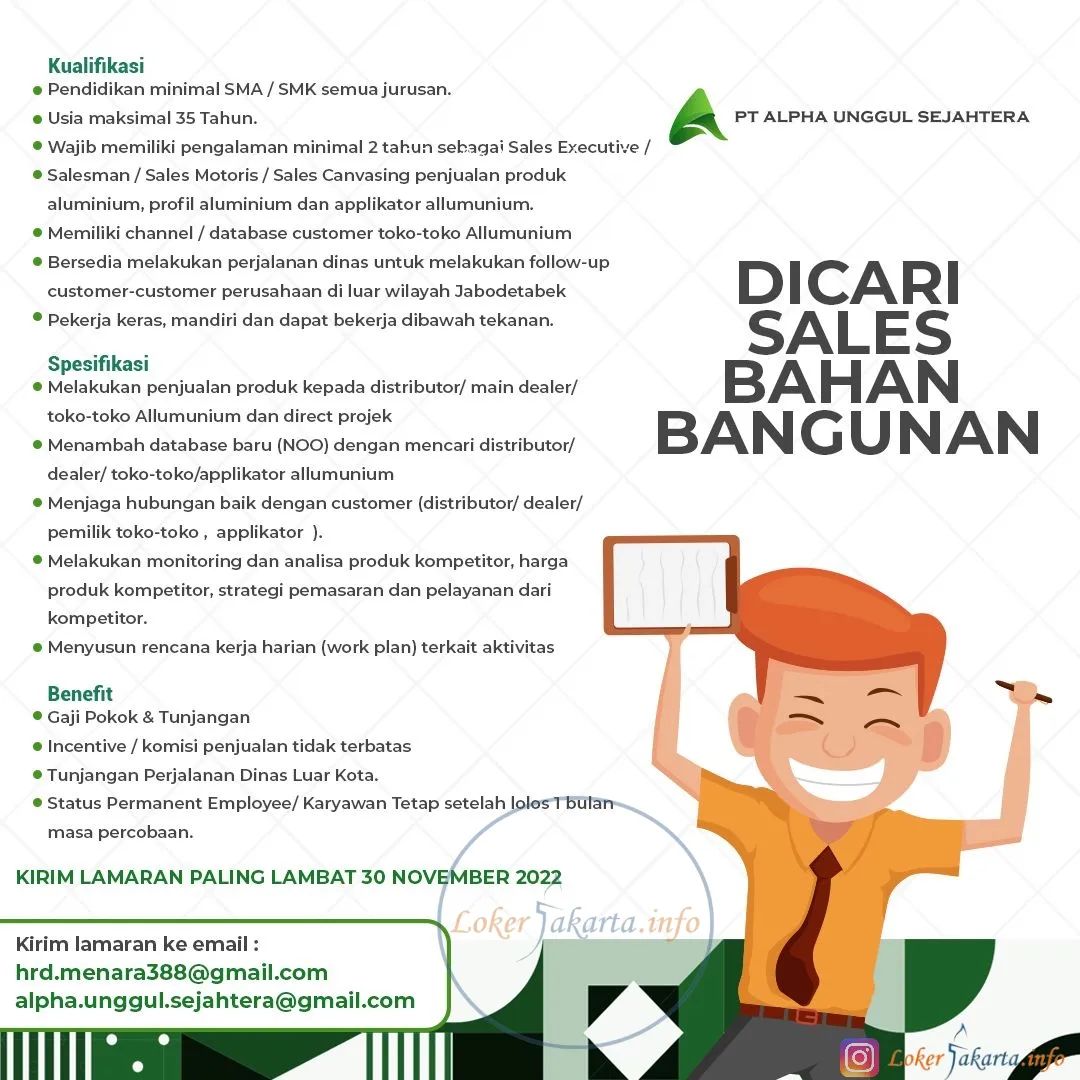 Kualifikasi
Pendidikan minimal SMA / SMK semua jurusan.
Usia maksimal 35 Tahun.
Wajib memiliki pengalaman minimal 2 tahun sebagai Sales Executive /
Salesman / Sales Motoris / Sales Canvasing penjualan produk
aluminium, profil aluminium dan applikator allumunium.
Memiliki channel / database customer toko-toko Allumunium
Bersedia melakukan perjalanan dinas untuk melakukan follow-up
customer-customer perusahaan di luar wilayah Jabodetabek
Pekerja keras, mandiri dan dapat bekerja dibawah tekanan.
Spesifikasi
Melakukan penjualan produk kepada distributor/ main dealer/
toko-toko Allumunium dan direct projek
Menambah database baru (NOO) dengan mencari distributor/
dealer/ toko-toko/applikator allumunium
Menjaga hubungan baik dengan customer (distributor/ dealer/
pemilik toko-toko ,  applikator  ).
Melakukan monitoring dan analisa produk kompetitor, harga
produk kompetitor, strategi pemasaran dan pelayanan dari
kompetitor.
Menyusun rencana kerja harian (work plan) terkait aktivitas
Benefit
Gaji Pokok & Tunjangan
Incentive / komisi penjualan tidak terbatas
Tunjangan Perjalanan Dinas Luar Kota.
Status Permanent Employee/ Karyawan Tetap setelah lolos 1 bulan
masa percobaan.
KIRIM LAMARAN PALING LAMBAT 30 NOVEMBER 2022
Kirim lamaran ke email :
hrd.menara388@gmail.com
alpha.unggul.sejahtera@gmail.com
PT ALPHA UNGGUL SEJAHTERA
DICARI
SALES
BAHAN
BANGUNAN
Loker Jakarta.info
Loker Jakarta.info